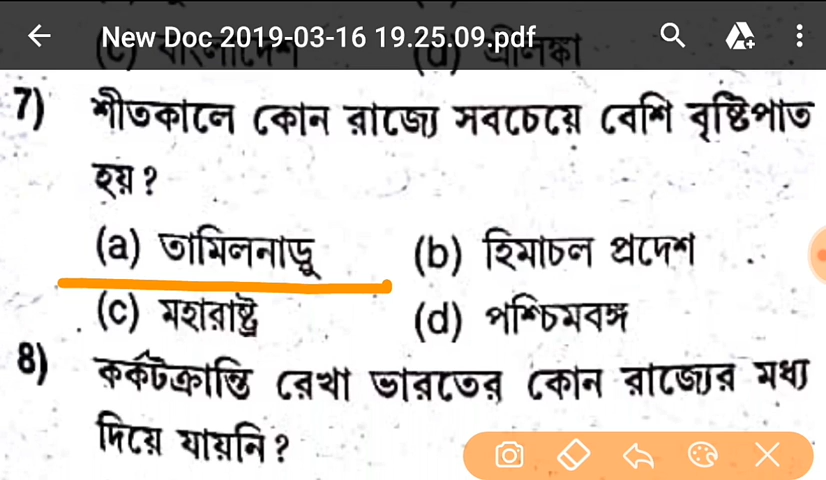 New Doc 2019-03-16 19.25.09.pdf
(c) বাংলাদেশ (d) শ্রীলঙ্কা
7) শীতকালে কোন রাজ্যে সবচেয়ে বেশি বৃষ্টিপাত
হয় ?
(a) তামিলনাড়ু (b) হিমাচল প্রদেশ
(c) মহারাষ্ট্র (d) পশ্চিমবঙ্গ
8) কর্কটক্রান্তি রেখা ভারতের কোন রাজ্যের মধ্য
দিয়ে যায়নি ?